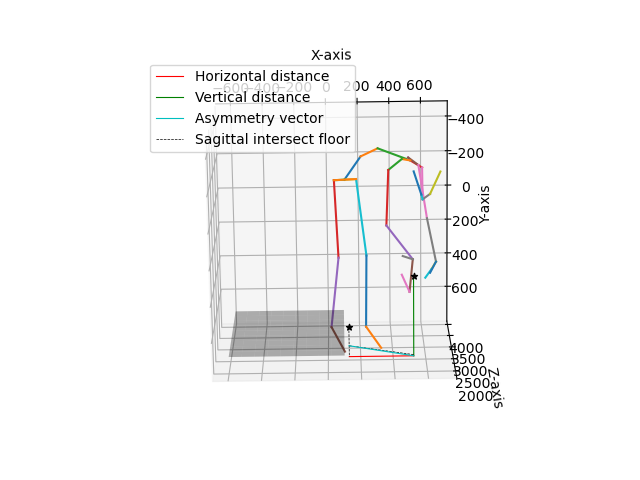 X-axis
Horizontal distance
−600 −400 −200 0 200 400 600
Vertical distance
Asymmetry vector
Sagittal intersect floor
−400
−200
0
Y-axis
200
400
600
4000
3500
3000
2500
2000
Z-axis